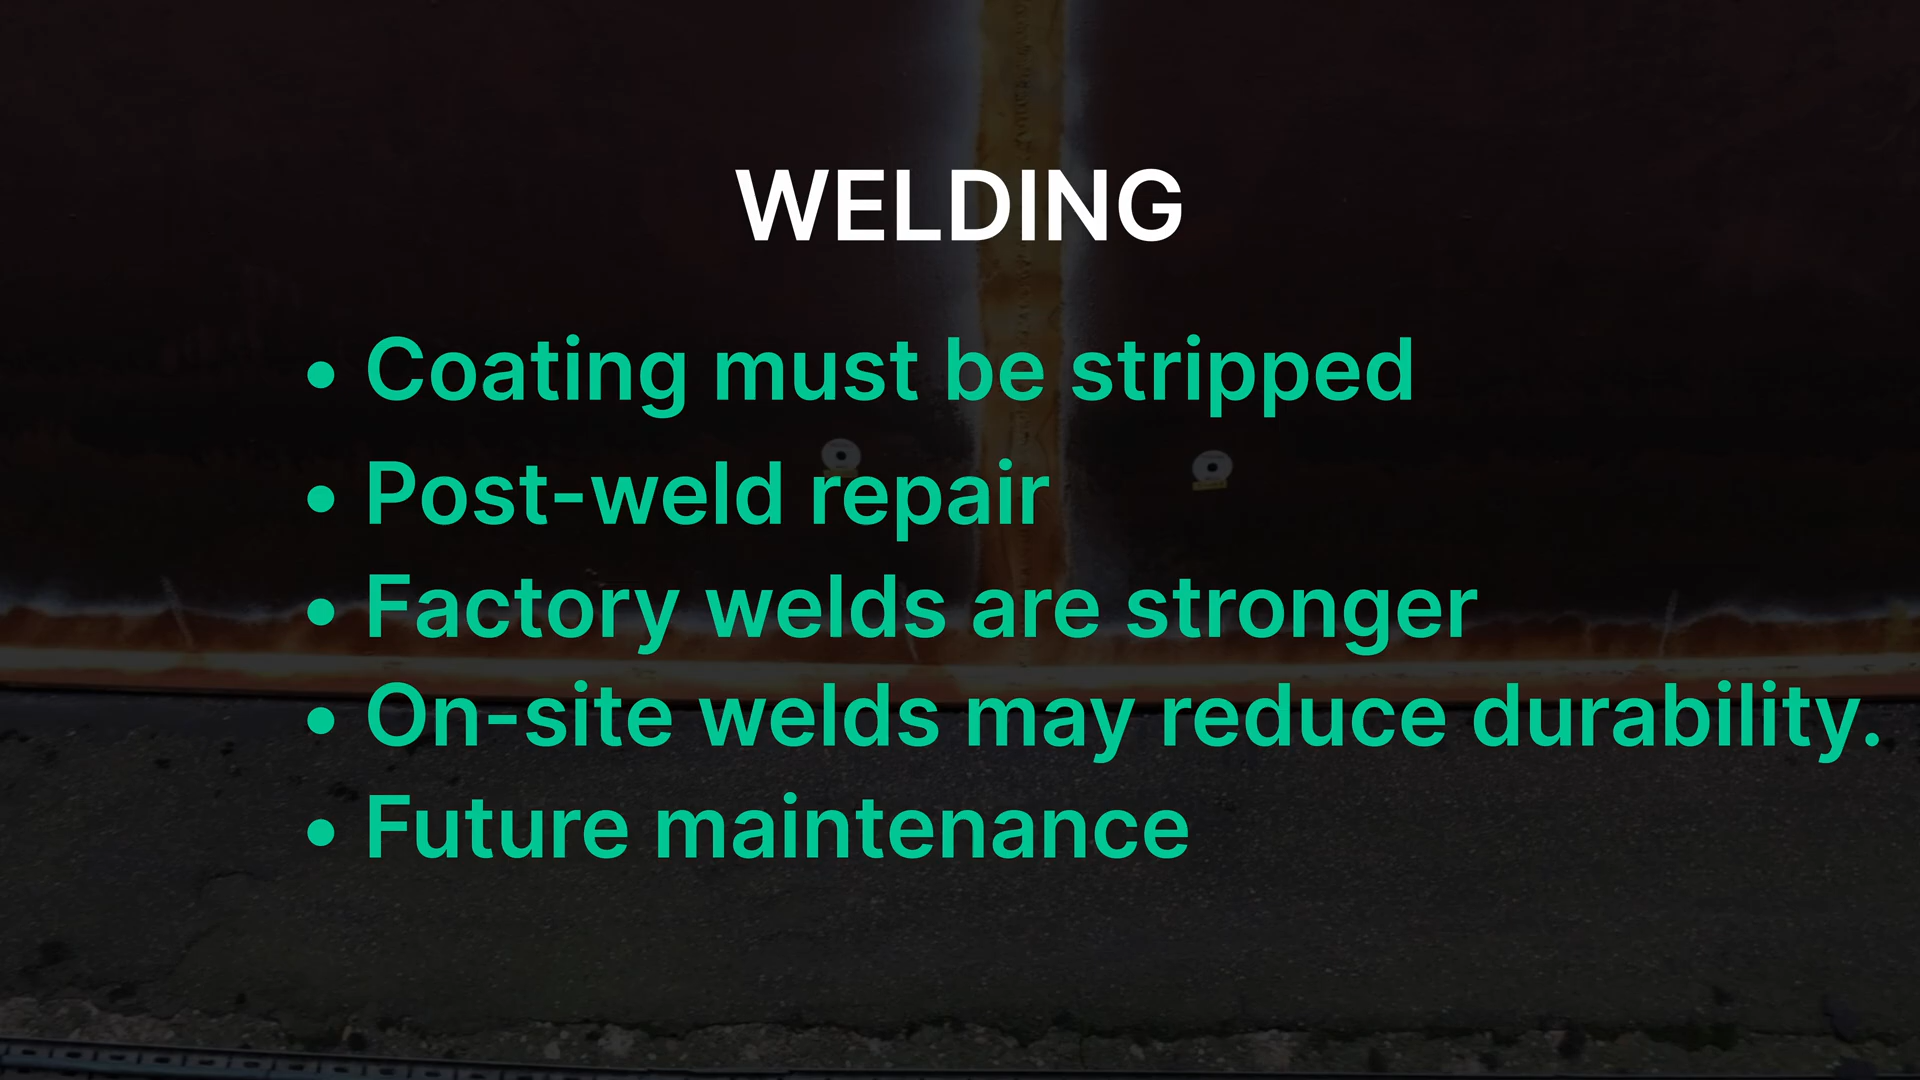 WELDING
• Coating must be stripped
• Post-weld repair
• Factory welds are stronger
• On-site welds may reduce durability.
• Future maintenance